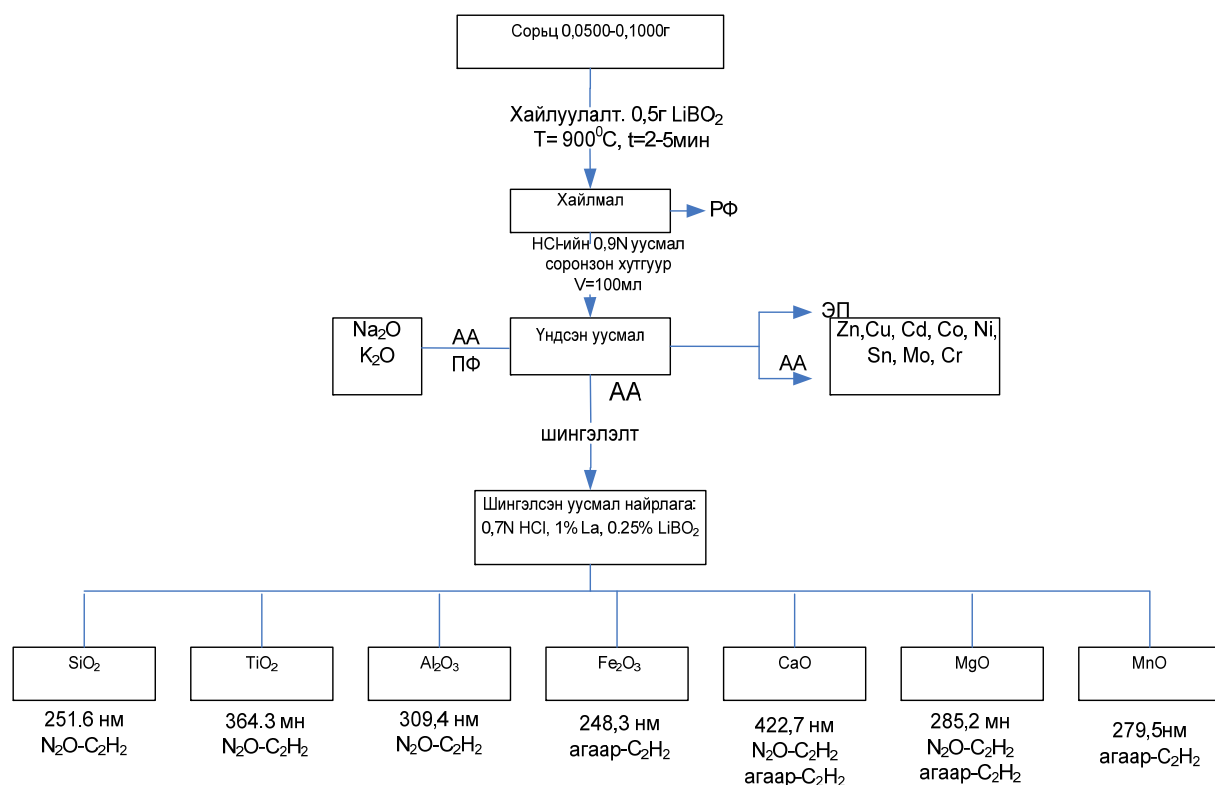 Сорьц 0,0500-0,1000г
Хайлуулалт. 0,5г LiBO₂
T= 900⁰C, t=2-5мин
Хайлмал
РФ
HCl-ийн 0,9N уусмал
соронзон хутгуур
V=100мл
Na₂O
K₂O
АА
ПФ
Үндсэн уусмал
ЭП
АА
Zn,Cu, Cd, Co, Ni,
Sn, Mo, Cr
АА
шингэлэлт
Шингэлсэн уусмал найрлага:
0,7N HCl, 1% La, 0.25% LiBO₂
SiO₂
TiO₂
Al₂O₃
Fe₂O₃
CaO
MgO
MnO
251.6 нм
N₂O-C₂H₂
364.3 мн
N₂O-C₂H₂
309,4 нм
N₂O-C₂H₂
248,3 нм
агаар-C₂H₂
422,7 нм
N₂O-C₂H₂
агаар-C₂H₂
285,2 мн
N₂O-C₂H₂
агаар-C₂H₂
279,5нм
агаар-C₂H₂